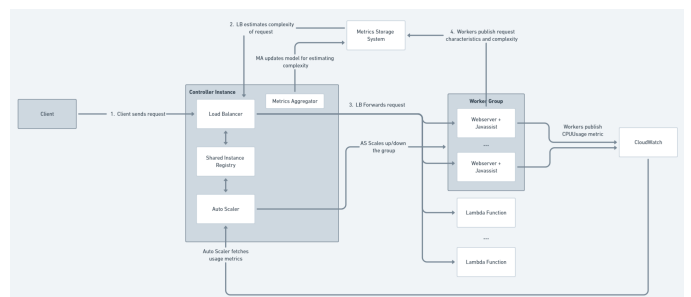 2. LB estimates complexity
of request
Metrics Storage
System
4. Workers publish request
characteristics and complexity
MA updates model for estimating
complexity
Controller Instance
Metrics Aggregator
Worker Group
Client
1. Client sends request
Load Balancer
3. LB Forwards request
Webserver +
Javassist
...
Workers publish
CPUUsage metric
CloudWatch
AS Scales up/down
the group
Shared Instance
Registry
Webserver +
Javassist
Auto Scaler
Lambda Function
...
Auto Scaler fetches
usage metrics
Lambda Function